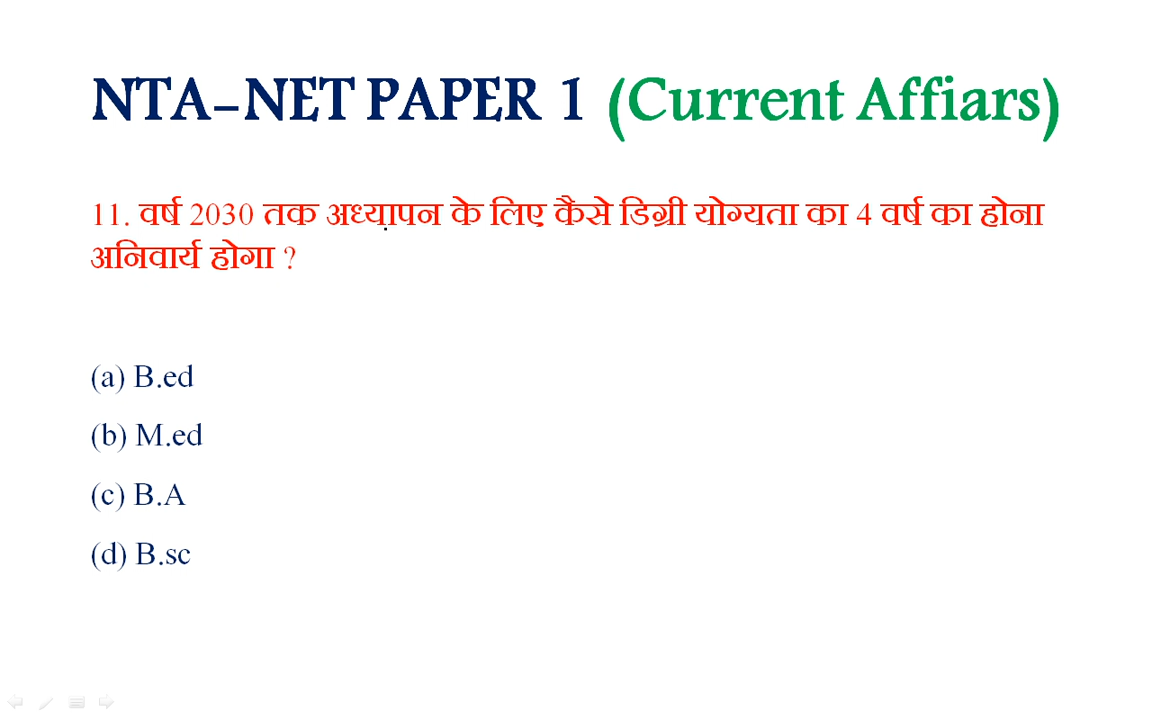 NTA-NET PAPER 1 (Current Affiars)
11. वर्ष 2030 तक अध्यापन के लिए कैसे डिग्री योग्यता का 4 वर्ष का होना
अनिवार्य होगा ?
(a) B.ed
(b) M.ed
(c) B.A
(d) B.sc